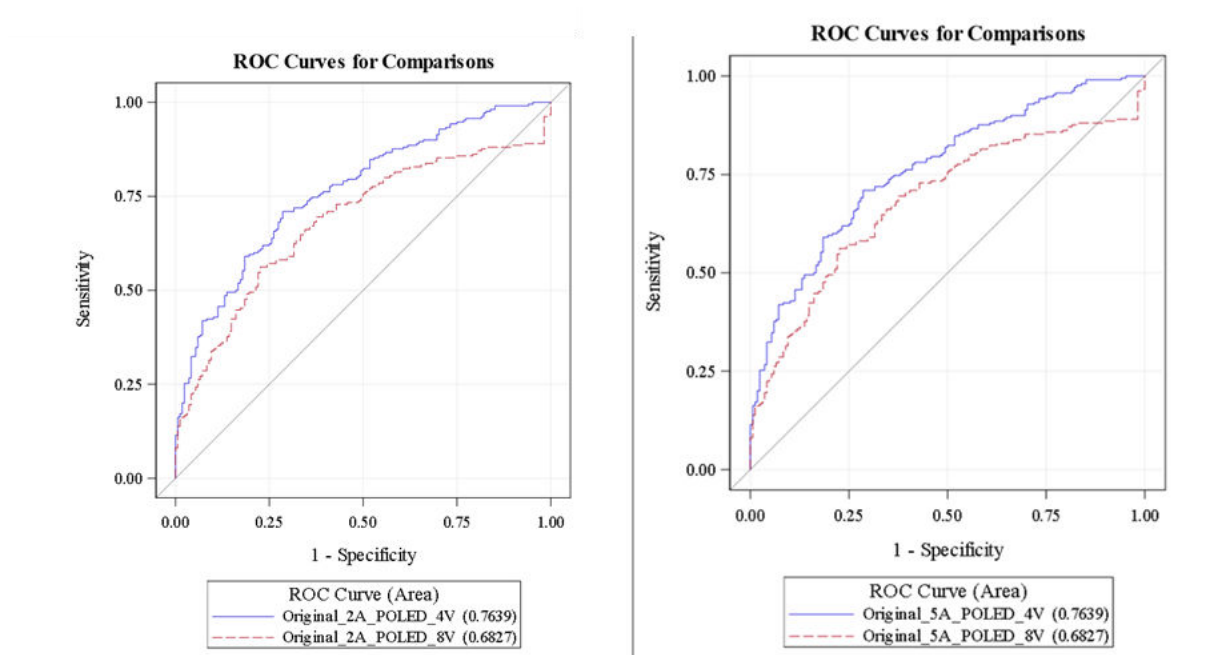 ROC Curves for Comparisons
1.00
0.75
0.50
0.25
0.00
Sensitivity
0.00 0.25 0.50 0.75 1.00
1 - Specificity
ROC Curve (Area)
Original_2A_POLED_4V (0.7639)
Original_2A_POLED_8V (0.6827)
ROC Curves for Comparisons
1.00
0.75
0.50
0.25
0.00
Sensitivity
0.00 0.25 0.50 0.75 1.00
1 - Specificity
ROC Curve (Area)
Original_5A_POLED_4V (0.7639)
Original_5A_POLED_8V (0.6827)